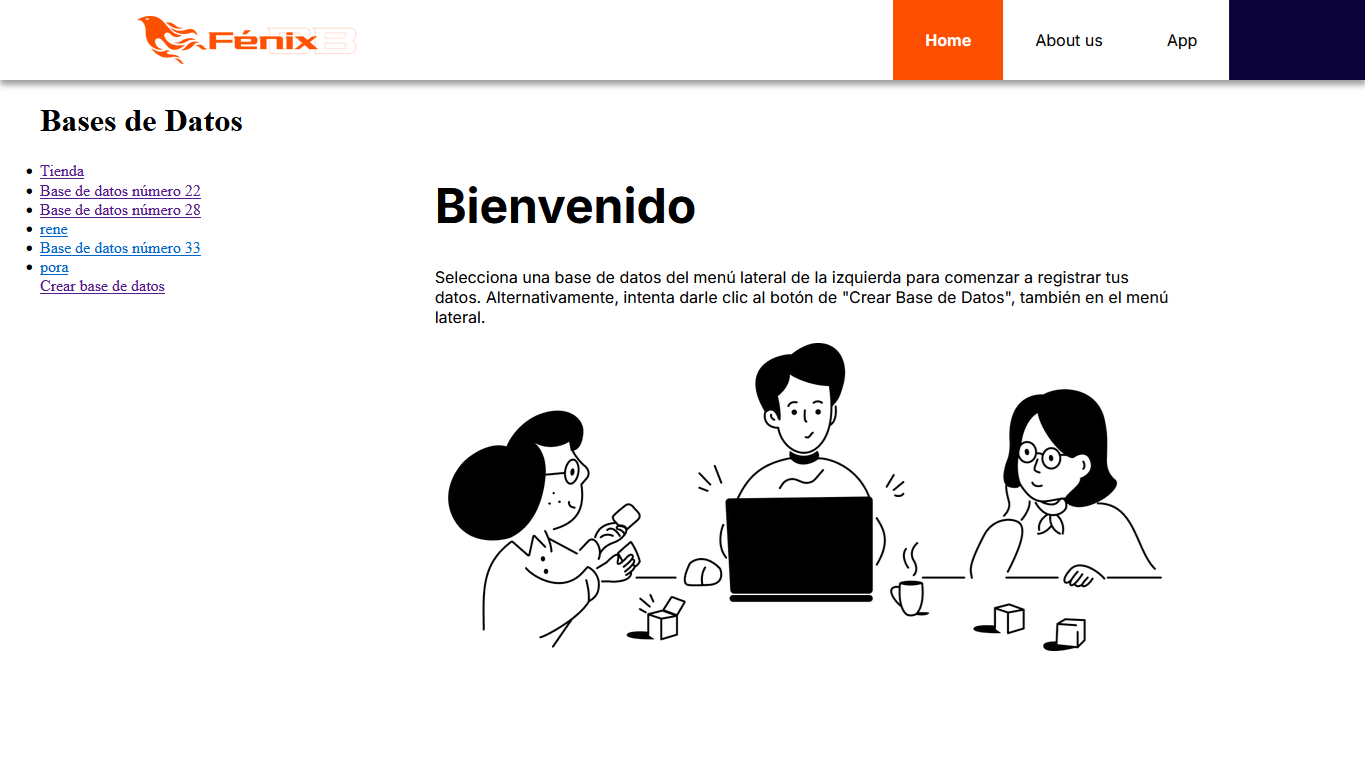 Fénix DB
Home
About us
App
Bases de Datos
Tienda
Base de datos número 22
Base de datos número 28
rene
Base de datos número 33
pora
Crear base de datos
Bienvenido
Selecciona una base de datos del menú lateral de la izquierda para comenzar a registrar tus
datos. Alternativamente, intenta darle clic al botón de "Crear Base de Datos", también en el menú
lateral.